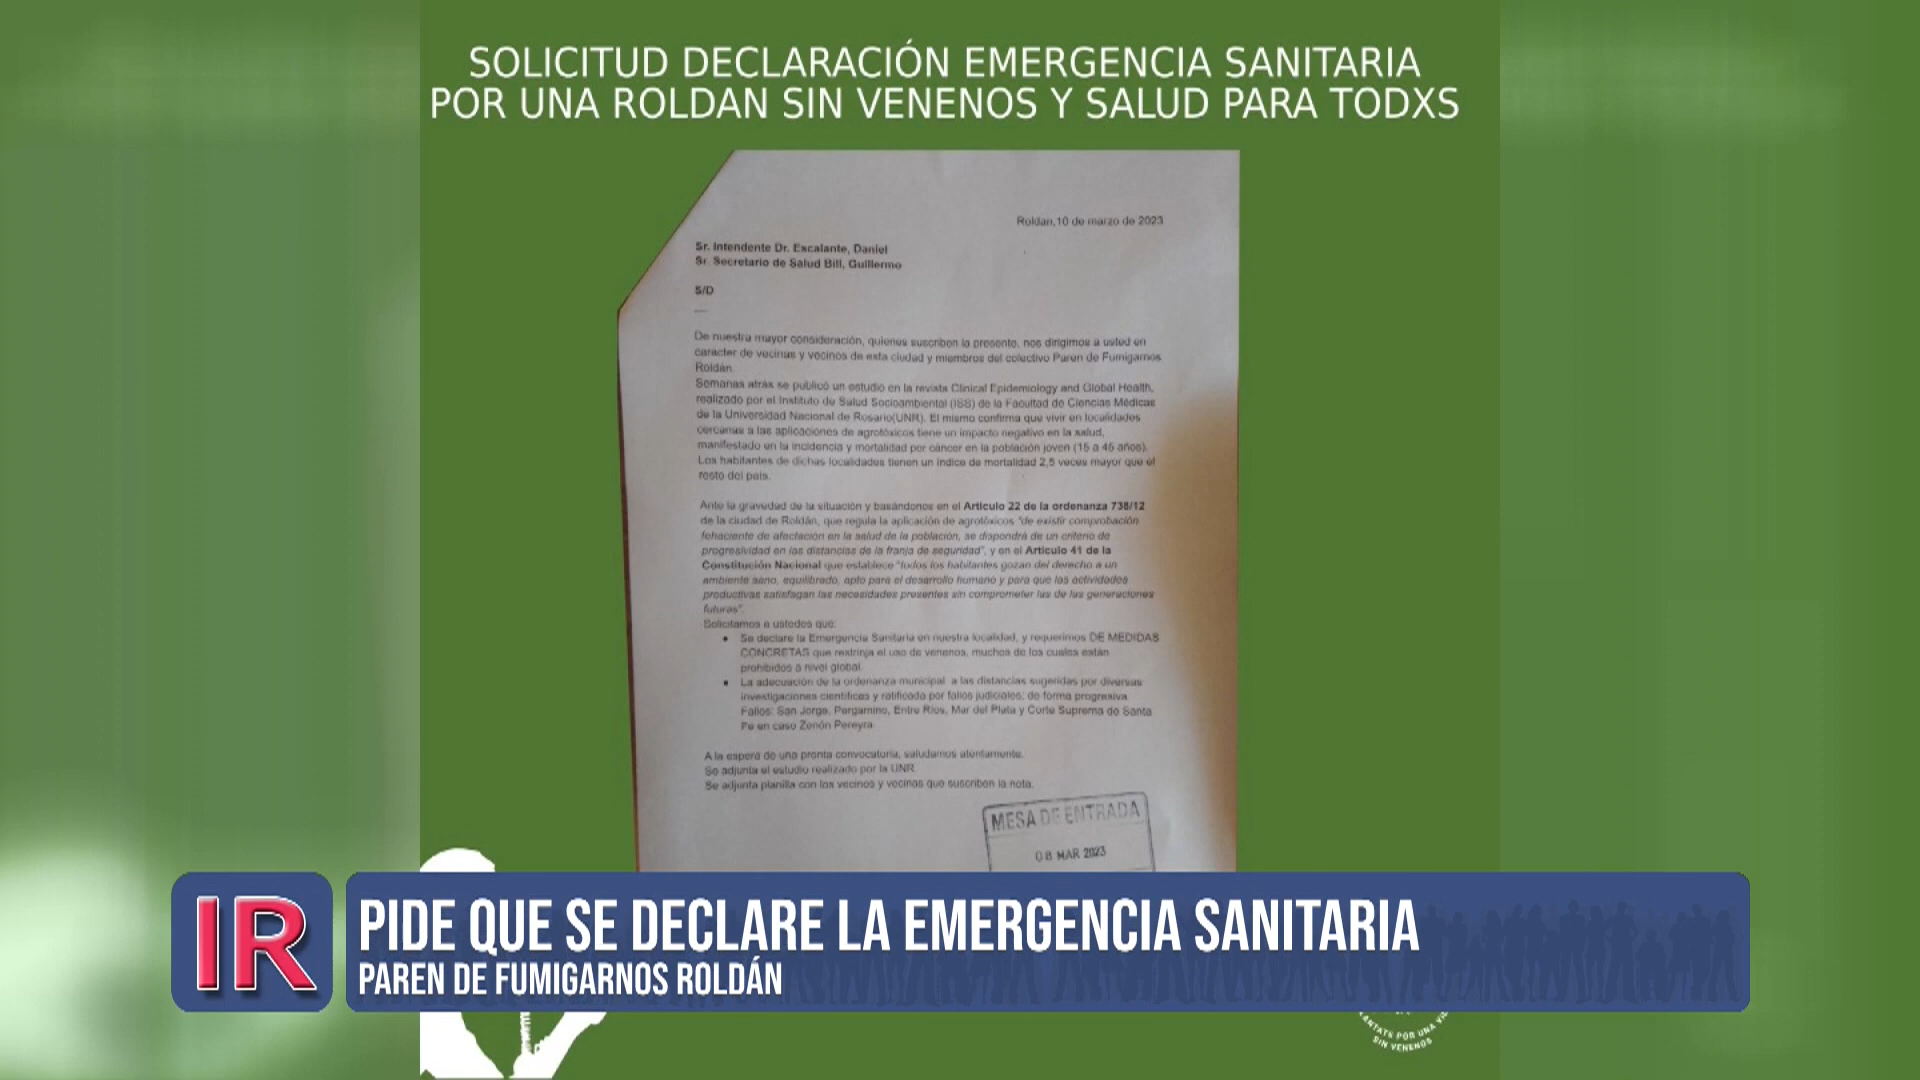 SOLICITUD DECLARACIÓN EMERGENCIA SANITARIA
POR UNA ROLDAN SIN VENENOS Y SALUD PARA TODXS
Roldan,10 de marzo de 2023
Sr. Intendente Dr. Escalante, Daniel
Sr. Secretario de Salud Bill, Guillermo
S/D
De nuestra mayor consideración, quienes suscriben la presente, nos dirigimos a usted en
caracter de vecinas y vecinos de esta ciudad y miembros del colectivo Paren de Fumigarnos
Roldán.
Semanas atrás se publicó un estudio en la revista Clinical Epidemiology and Global Health,
realizado por el Instituto de Salud Socioambiental (ISS) de la Facultad de Ciencias Médicas
de la Universidad Nacional de Rosario(UNR). El mismo confirma que vivir en localidades
cercanas a las aplicaciones de agrotóxicos tiene un impacto negativo en la salud,
manifestado en la incidencia y mortalidad por cáncer en la población joven (15 a 45 años).
Los habitantes de dichas localidades tienen un índice de mortalidad 2,5 veces mayor que el
resto del país.
Ante la gravedad de la situación y basándonos en el Artículo 22 de la ordenanza 738/12
de la ciudad de Roldán, que regula la aplicación de agrotóxicos "de existir comprobación
fehaciente de afectación en la salud de la población, se dispondrá de un criterio de
progresividad en las distancias de la franja de seguridad", y en el Artículo 41 de la
Constitución Nacional que establece "todos los habitantes gozan del derecho a un
ambiente sano, equilibrado, apto para el desarrollo humano y para que las actividades
productivas satisfagan las necesidades presentes sin comprometer las de las generaciones
futuras".
Solicitamos a ustedes que:
• Se declare la Emergencia Sanitaria en nuestra localidad, y requerimos DE MEDIDAS
CONCRETAS que restrinja el uso de venenos, muchos de los cuales están
prohibidos a nivel global.
• La adecuación de la ordenanza municipal a las distancias sugeridas por diversas
investigaciones científicas y ratificada por fallos judiciales; de forma progresiva.
Fallos: San Jorge, Pergamino, Entre Ríos, Mar del Plata y Corte Suprema de Santa
Fe en caso Zenón Pereyra.
A la espera de una pronta convocatoria, saludamos atentamente.
Se adjunta el estudio realizado por la UNR.
Se adjunta planilla con los vecinos y vecinas que suscriben la nota.
MESA DE ENTRADA
08 MAR 2023
IR
PIDE QUE SE DECLARE LA EMERGENCIA SANITARIA
PAREN DE FUMIGARNOS ROLDÁN
POR UNA
SIN VENENOS